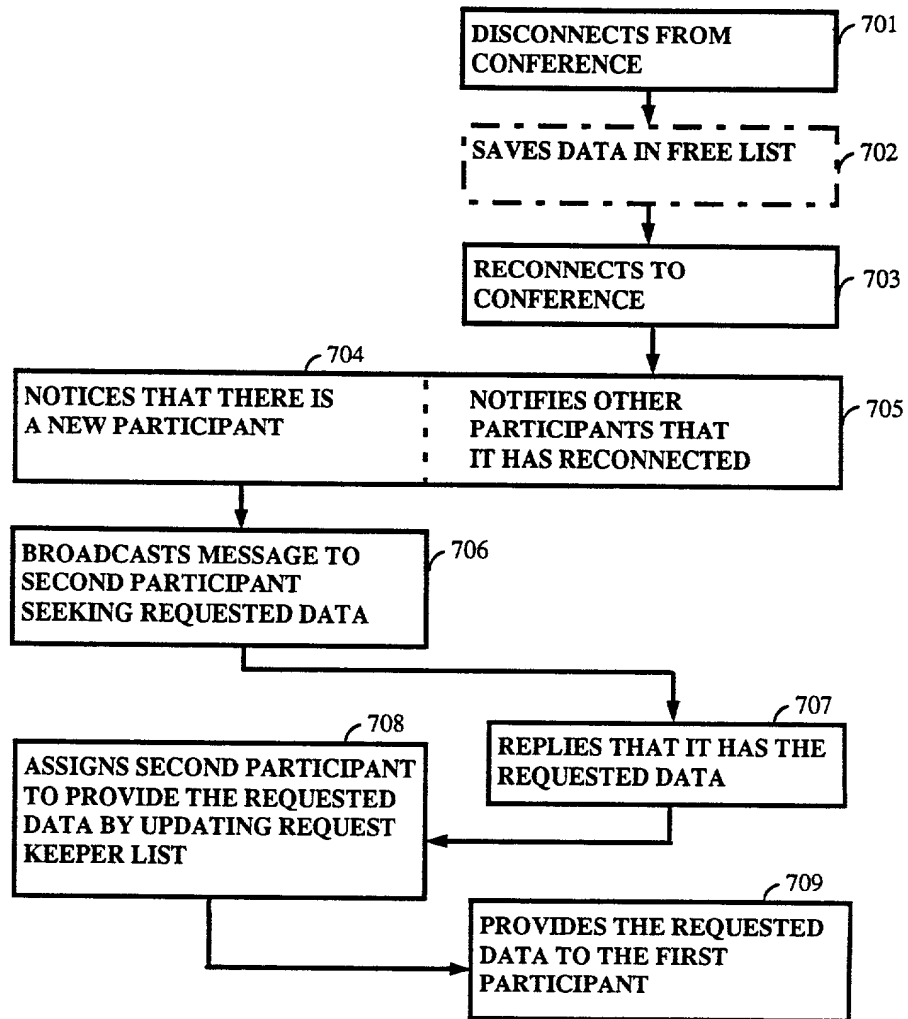 DISCONNECTS FROM
CONFERENCE
701
SAVES DATA IN FREE LIST
702
RECONNECTS TO
CONFERENCE
703
704
NOTICES THAT THERE IS
A NEW PARTICIPANT
NOTIFIES OTHER
PARTICIPANTS THAT
IT HAS RECONNECTED
705
BROADCASTS MESSAGE TO
SECOND PARTICIPANT
SEEKING REQUESTED DATA
706
707
REPLIES THAT IT HAS THE
REQUESTED DATA
708
ASSIGNS SECOND PARTICIPANT
TO PROVIDE THE REQUESTED
DATA BY UPDATING REQUEST
KEEPER LIST
709
PROVIDES THE REQUESTED
DATA TO THE FIRST
PARTICIPANT